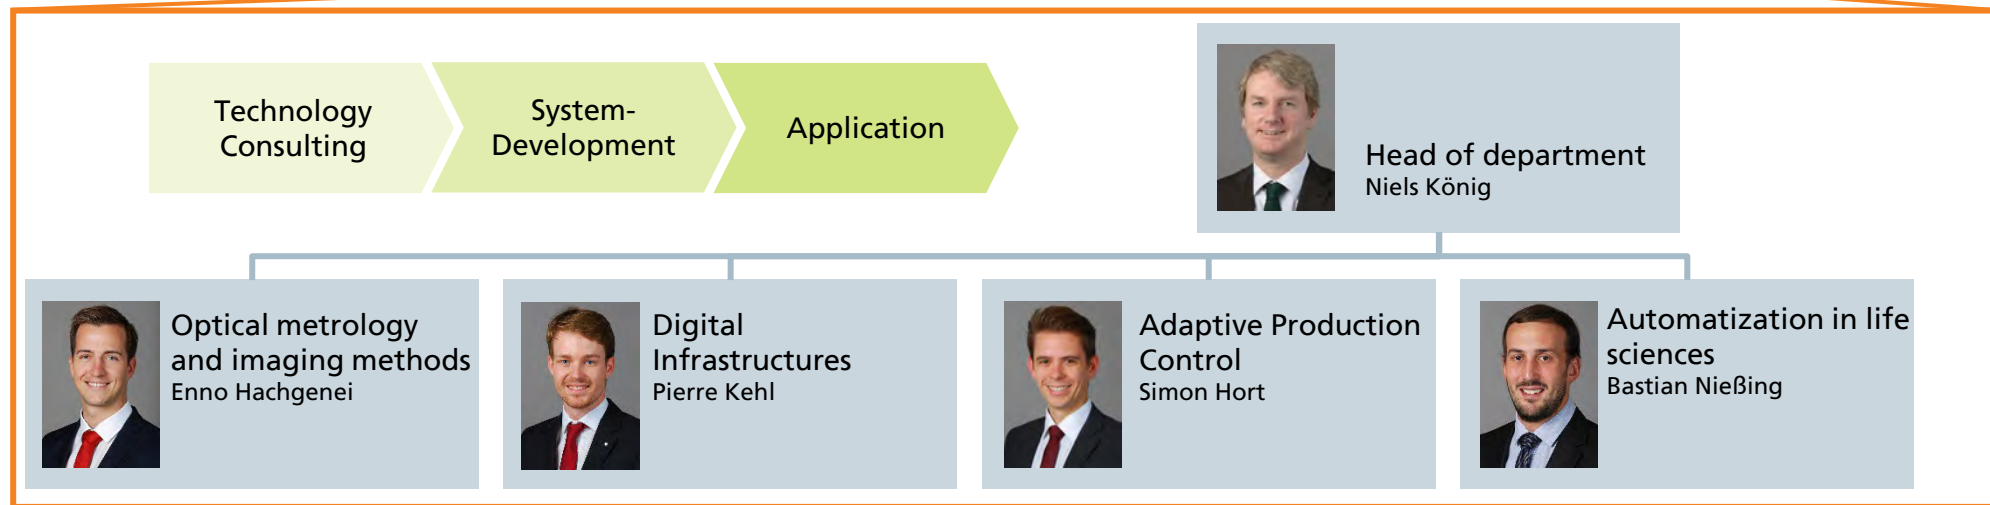 Technology
Consulting
System-
Development
Application
Head of department
Niels König
Optical metrology
and imaging methods
Enno Hachgenei
Digital
Infrastructures
Pierre Kehl
Adaptive Production
Control
Simon Hort
Automatization in life
sciences
Bastian Nießing